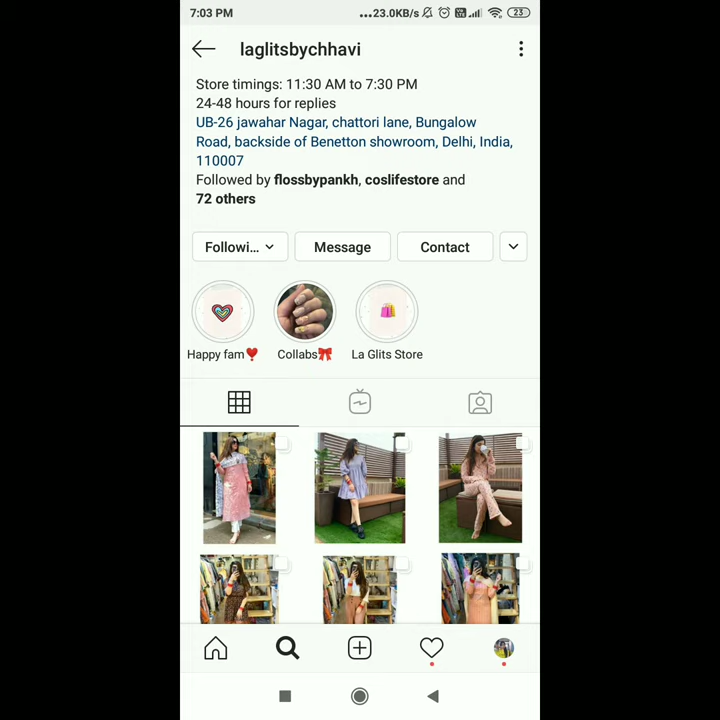 7:03 PM
...23.0KB/s
23
laglitsbychhavi
Store timings: 11:30 AM to 7:30 PM
24-48 hours for replies
UB-26 jawahar Nagar, chattori lane, Bungalow
Road, backside of Benetton showroom, Delhi, India,
110007
Followed by flossbypankh, coslifestore and
72 others
Followi...
Message
Contact
Happy fam❣️
Collabs🎀
La Glits Store